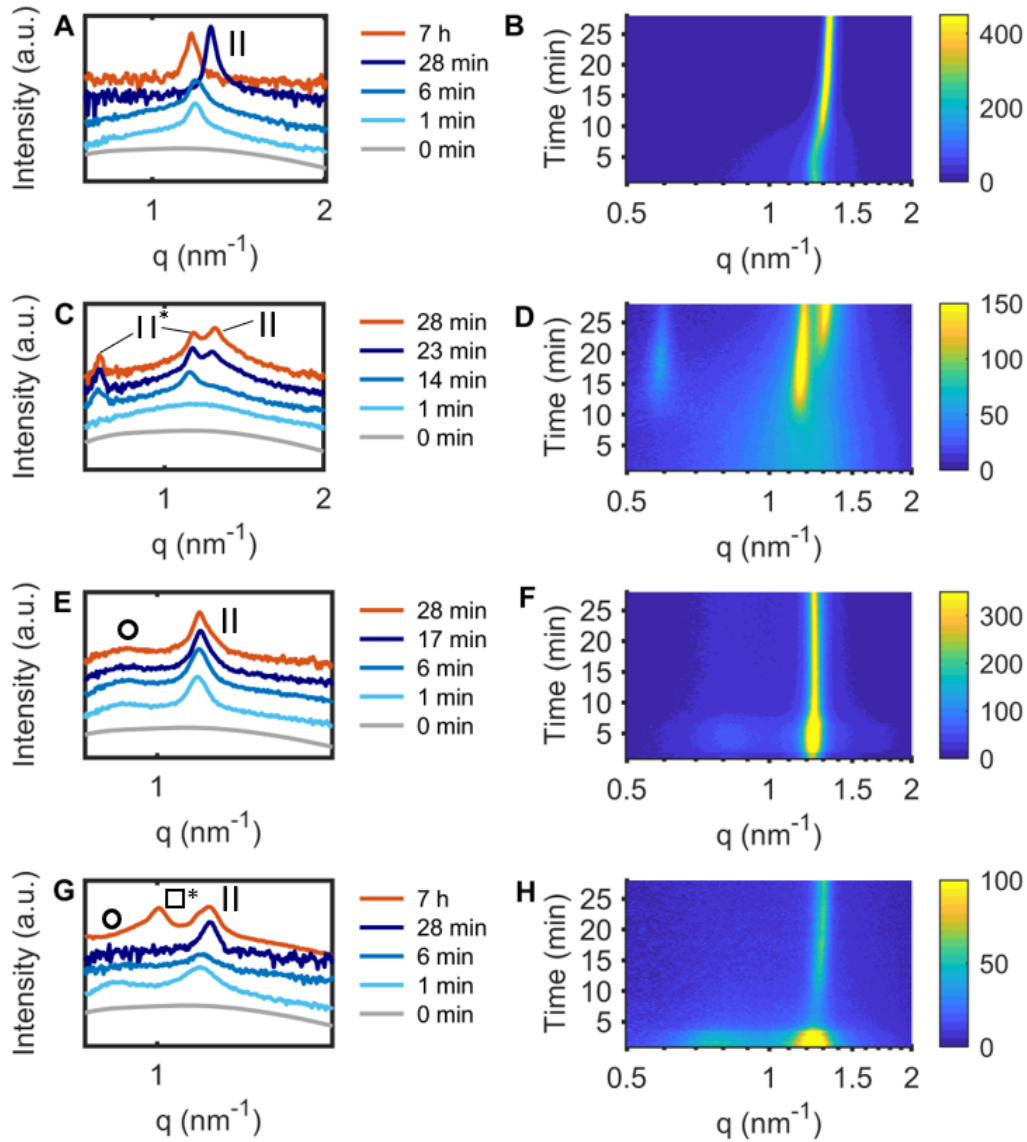 A
Intensity (a.u.)
||
7 h
28 min
6 min
1 min
0 min
1
2
q (nm-1)
B
Time (min)
25
20
15
10
5
0.5
1
1.5
2
q (nm-1)
400
200
0
C
Intensity (a.u.)
||*
||
28 min
23 min
14 min
1 min
0 min
1
2
q (nm-1)
D
Time (min)
25
20
15
10
5
0.5
1
1.5
2
q (nm-1)
150
100
50
0
E
Intensity (a.u.)
||
28 min
17 min
6 min
1 min
0 min
1
q (nm-1)
F
Time (min)
25
20
15
10
5
0.5
1
1.5
2
q (nm-1)
300
200
100
0
G
Intensity (a.u.)
□*
||
7 h
28 min
6 min
1 min
0 min
1
q (nm-1)
H
Time (min)
25
20
15
10
5
0.5
1
1.5
2
q (nm-1)
100
50
0